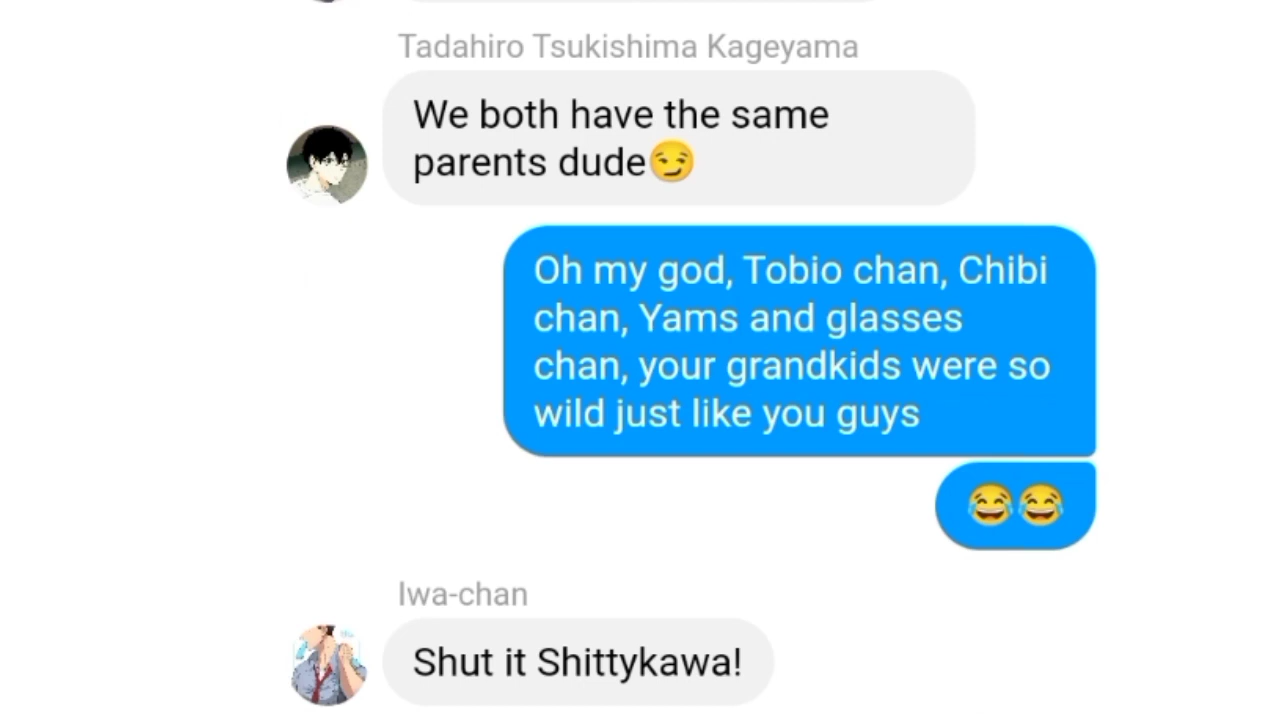 Tadahiro Tsukishima Kageyama
We both have the same
parents dude😏
Oh my god, Tobio chan, Chibi
chan, Yams and glasses
chan, your grandkids were so
wild just like you guys
😂😂
Iwa-chan
Shut it Shittykawa!